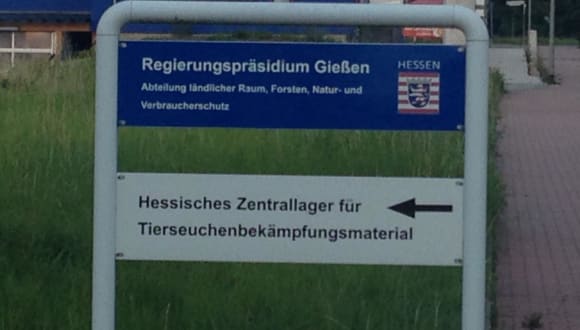 Regierungspräsidium Gießen
HESSEN
Abteilung ländlicher Raum, Forsten, Natur- und
Verbraucherschutz
Hessisches Zentrallager für
Tierseuchenbekämpfungsmaterial